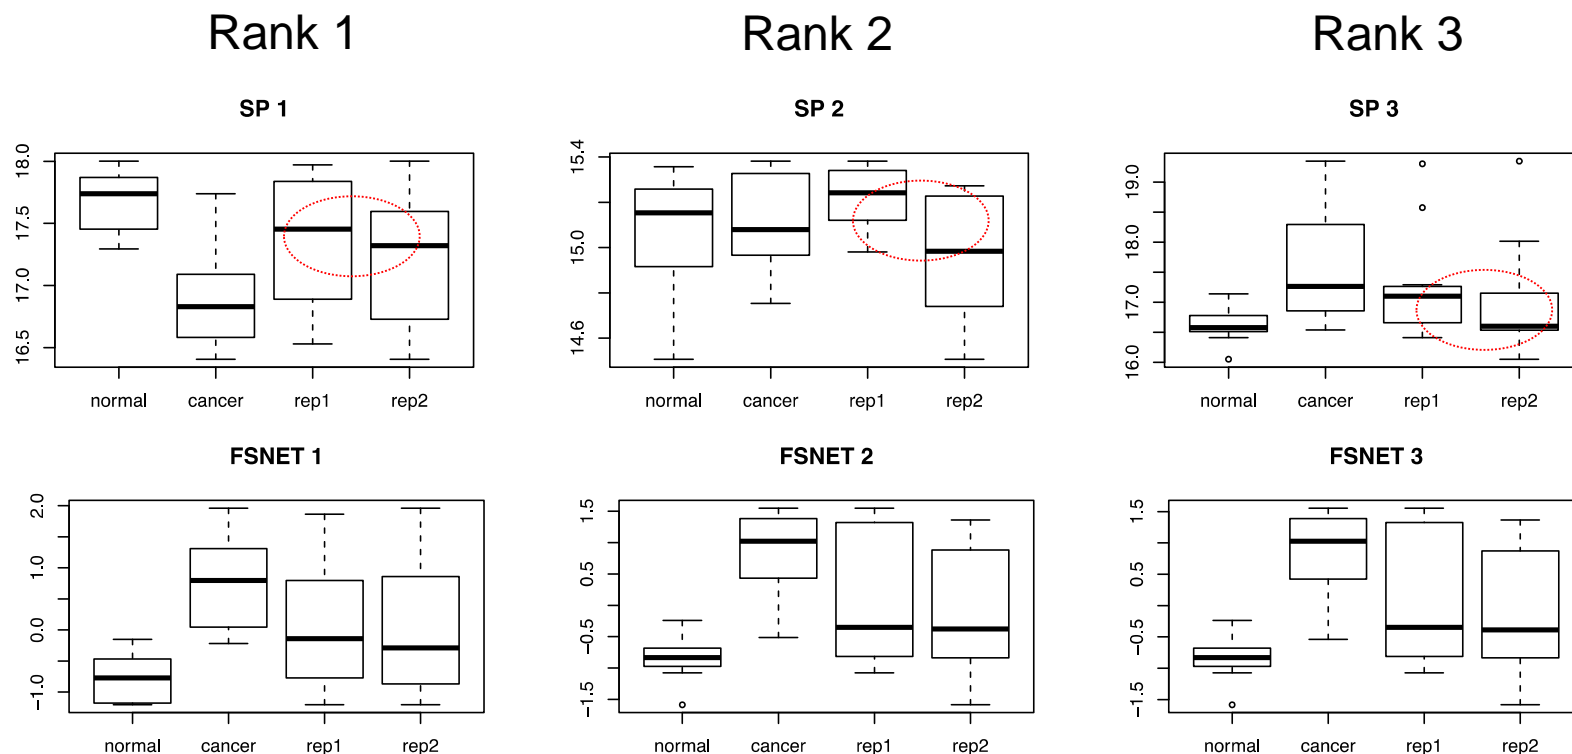 Rank 1 Rank 2 Rank 3
SP 1 SP 2 SP 3
18.0
17.5
17.0
16.5
normal cancer rep1 rep2
15.4
15.0
14.6
normal cancer rep1 rep2
19.0
18.0
17.0
16.0
normal cancer rep1 rep2
FSNET 1 FSNET 2 FSNET 3
2.0
1.0
0.0
−1.0
normal cancer rep1 rep2
1.5
0.5
−0.5
−1.5
normal cancer rep1 rep2
1.5
0.5
−0.5
−1.5
normal cancer rep1 rep2